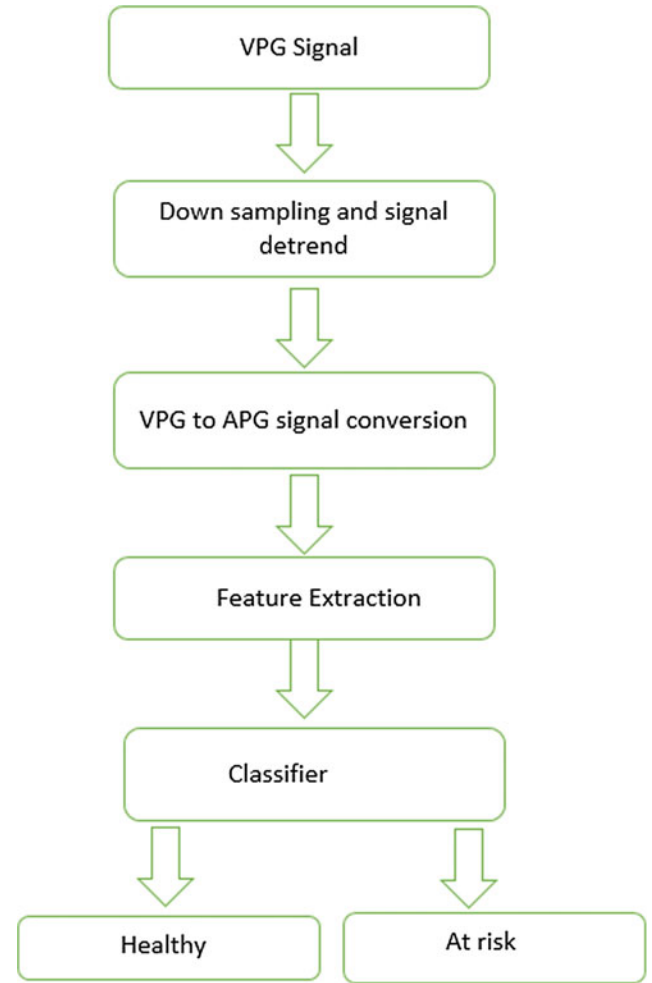 VPG Signal
Down sampling and signal
detrend
VPG to APG signal conversion
Feature Extraction
Classifier
Healthy
At risk